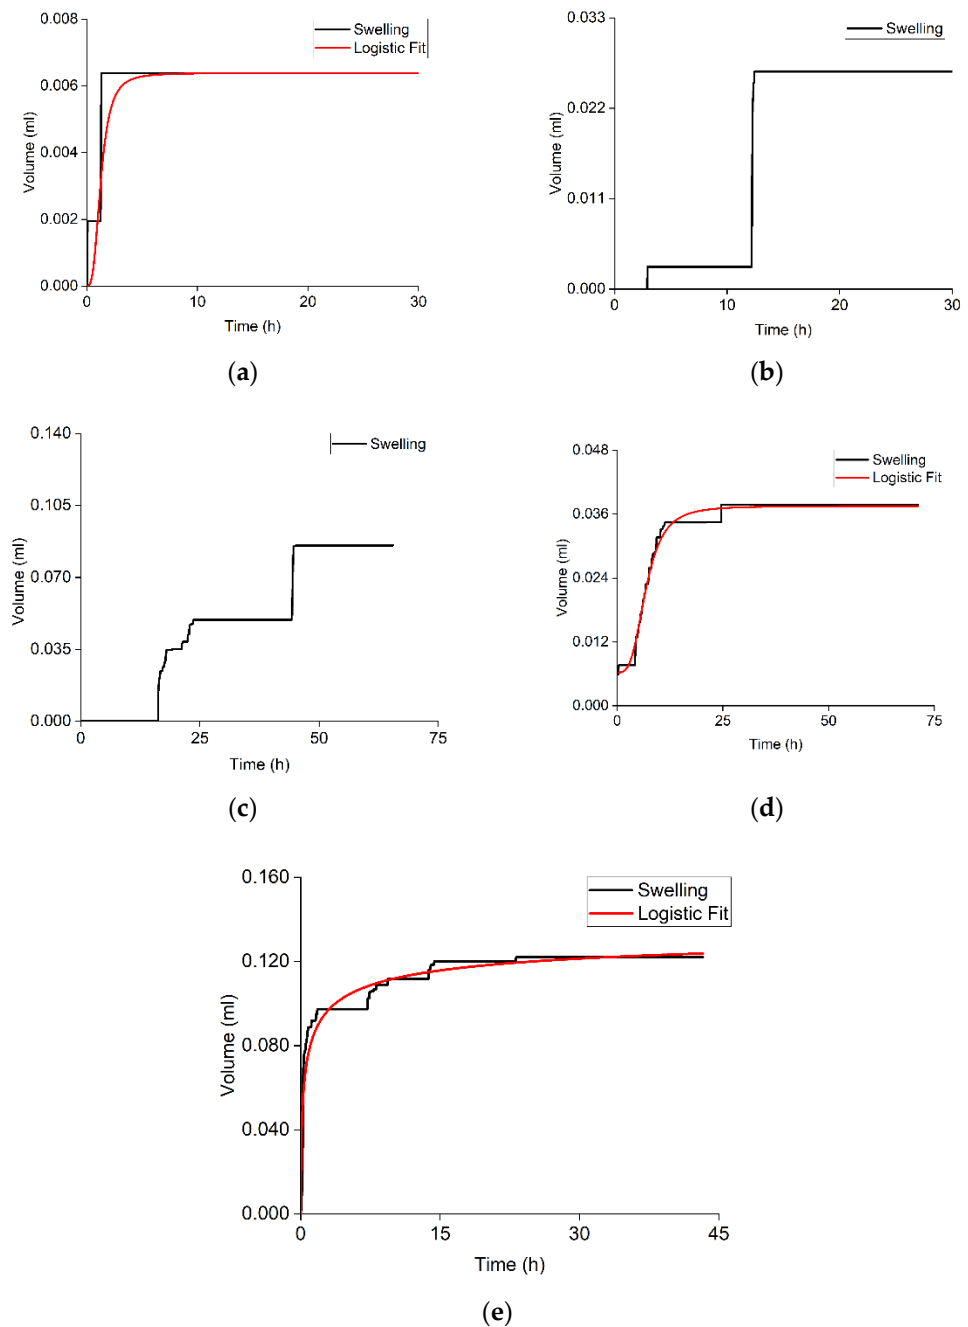 0.008
0.006
0.004
0.002
0.000
Volume (ml)
Swelling
Logistic Fit
0
10
20
30
Time (h)
(a)
0.033
0.022
0.011
0.000
Volume (ml)
Swelling
0
10
20
30
Time (h)
(b)
0.140
0.105
0.070
0.035
0.000
Volume (ml)
Swelling
0
25
50
75
Time (h)
(c)
0.048
0.036
0.024
0.012
0.000
Volume (ml)
Swelling
Logistic Fit
0
25
50
75
Time (h)
(d)
0.160
0.120
0.080
0.040
0.000
Volume (ml)
Swelling
Logistic Fit
0
15
30
45
Time (h)
(e)